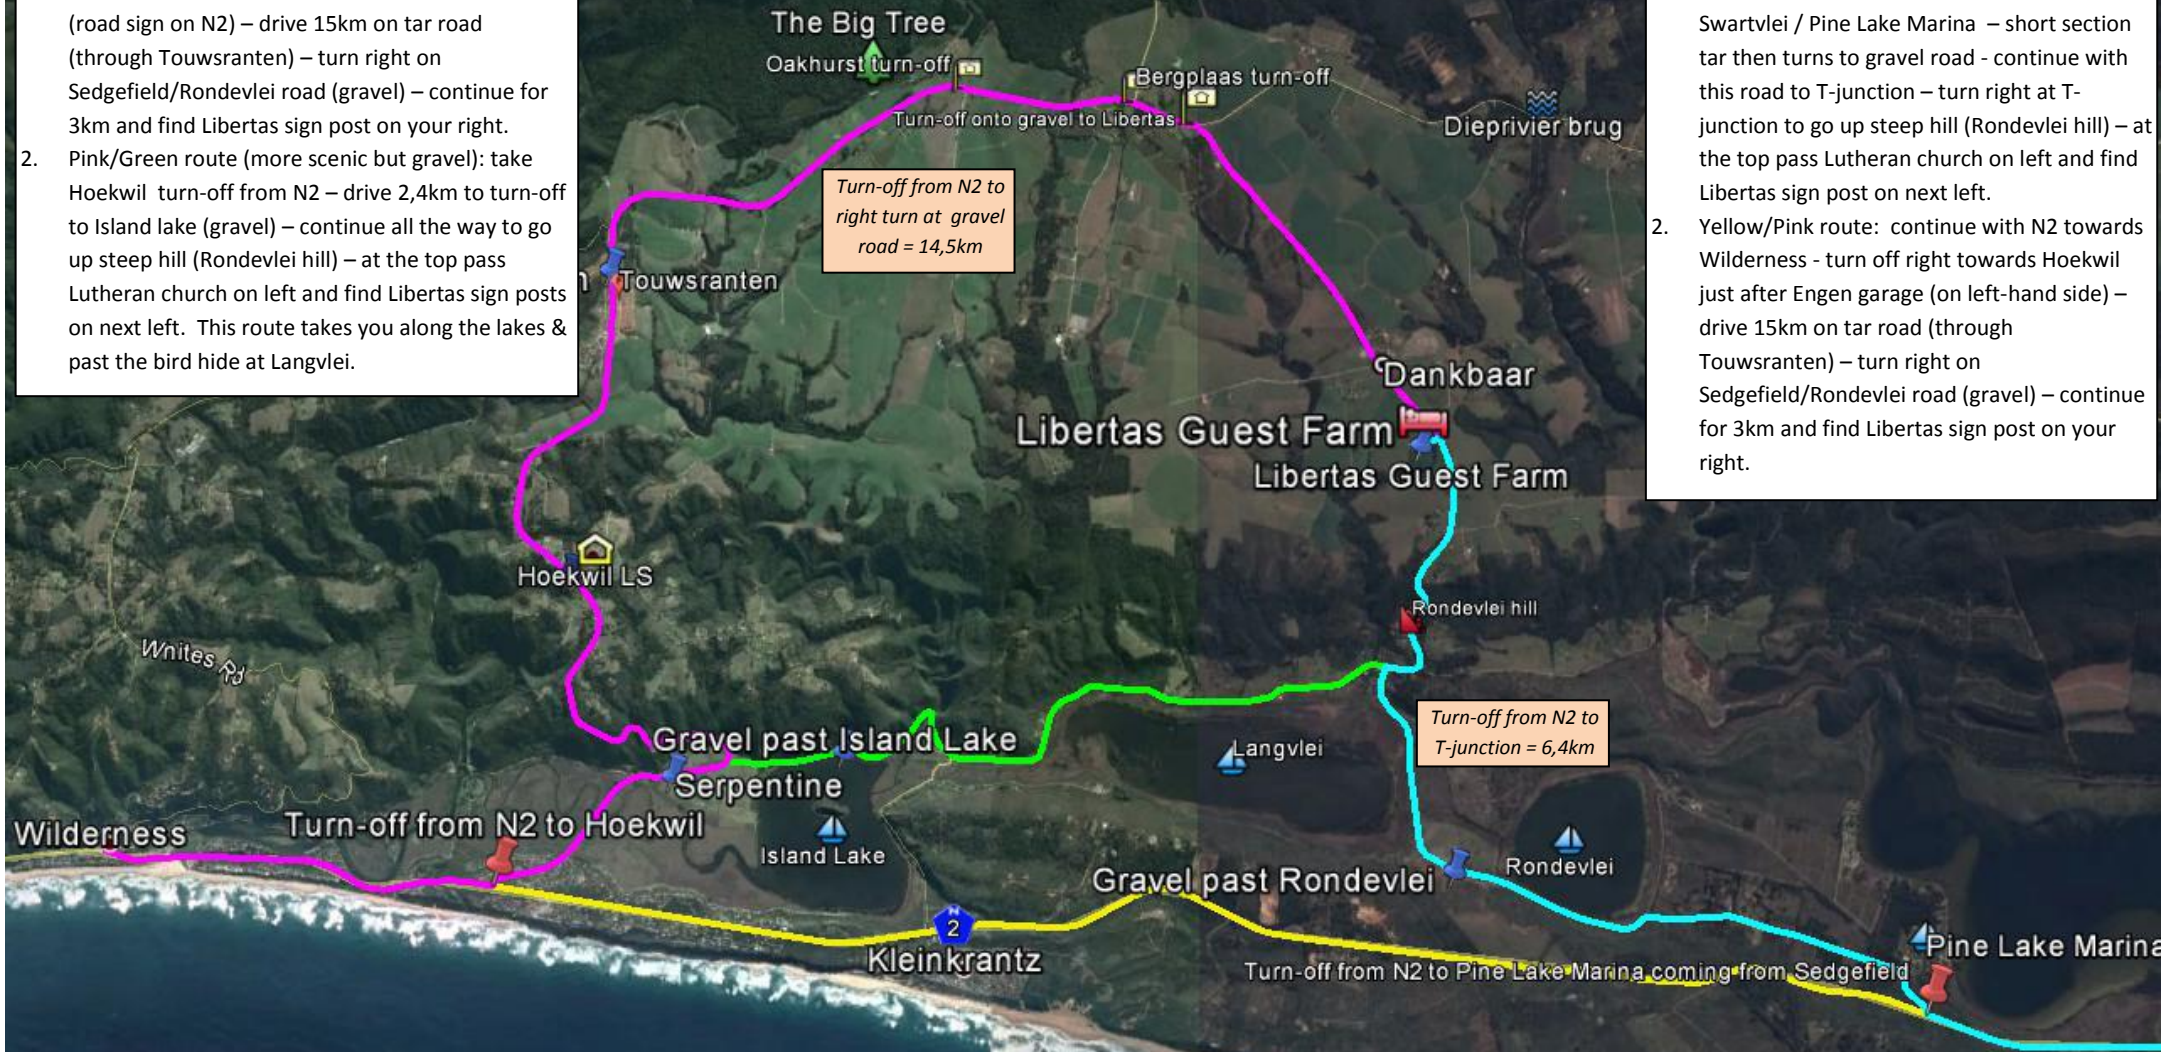 (road sign on N2) – drive 15km on tar road
(through Touwsranten) – turn right on
Sedgefield/Rondevlei road (gravel) – continue for
3km and find Libertas sign post on your right.
2. Pink/Green route (more scenic but gravel): take
Hoekwil turn-off from N2 – drive 2,4km to turn-off
to Island lake (gravel) – continue all the way to go
up steep hill (Rondevlei hill) – at the top pass
Lutheran church on left and find Libertas sign posts
on next left. This route takes you along the lakes &
past the bird hide at Langvlei.
Swartvlei / Pine Lake Marina – short section
tar then turns to gravel road - continue with
this road to T-junction – turn right at T-
junction to go up steep hill (Rondevlei hill) – at
the top pass Lutheran church on left and find
Libertas sign post on next left.
2. Yellow/Pink route: continue with N2 towards
Wilderness - turn off right towards Hoekwil
just after Engen garage (on left-hand side) –
drive 15km on tar road (through
Touwsranten) – turn right on
Sedgefield/Rondevlei road (gravel) – continue
for 3km and find Libertas sign post on your
right.
The Big Tree
Oakhurst turn-off
Bergplaas turn-off
Turn-off onto gravel to Libertas
Dieprivier brug
Turn-off from N2 to
right turn at gravel
road = 14,5km
Touwsranten
Dankbaar
Libertas Guest Farm
Libertas Guest Farm
Hoekwil LS
Rondevlei hill
Whites Rd
Turn-off from N2 to
T-junction = 6,4km
Gravel past Island Lake
Langvlei
Serpentine
Wilderness
Turn-off from N2 to Hoekwil
Island Lake
Rondevlei
Gravel past Rondevlei
N
2
Kleinkrantz
Pine Lake Marina
Turn-off from N2 to Pine Lake Marina coming from Sedgefield